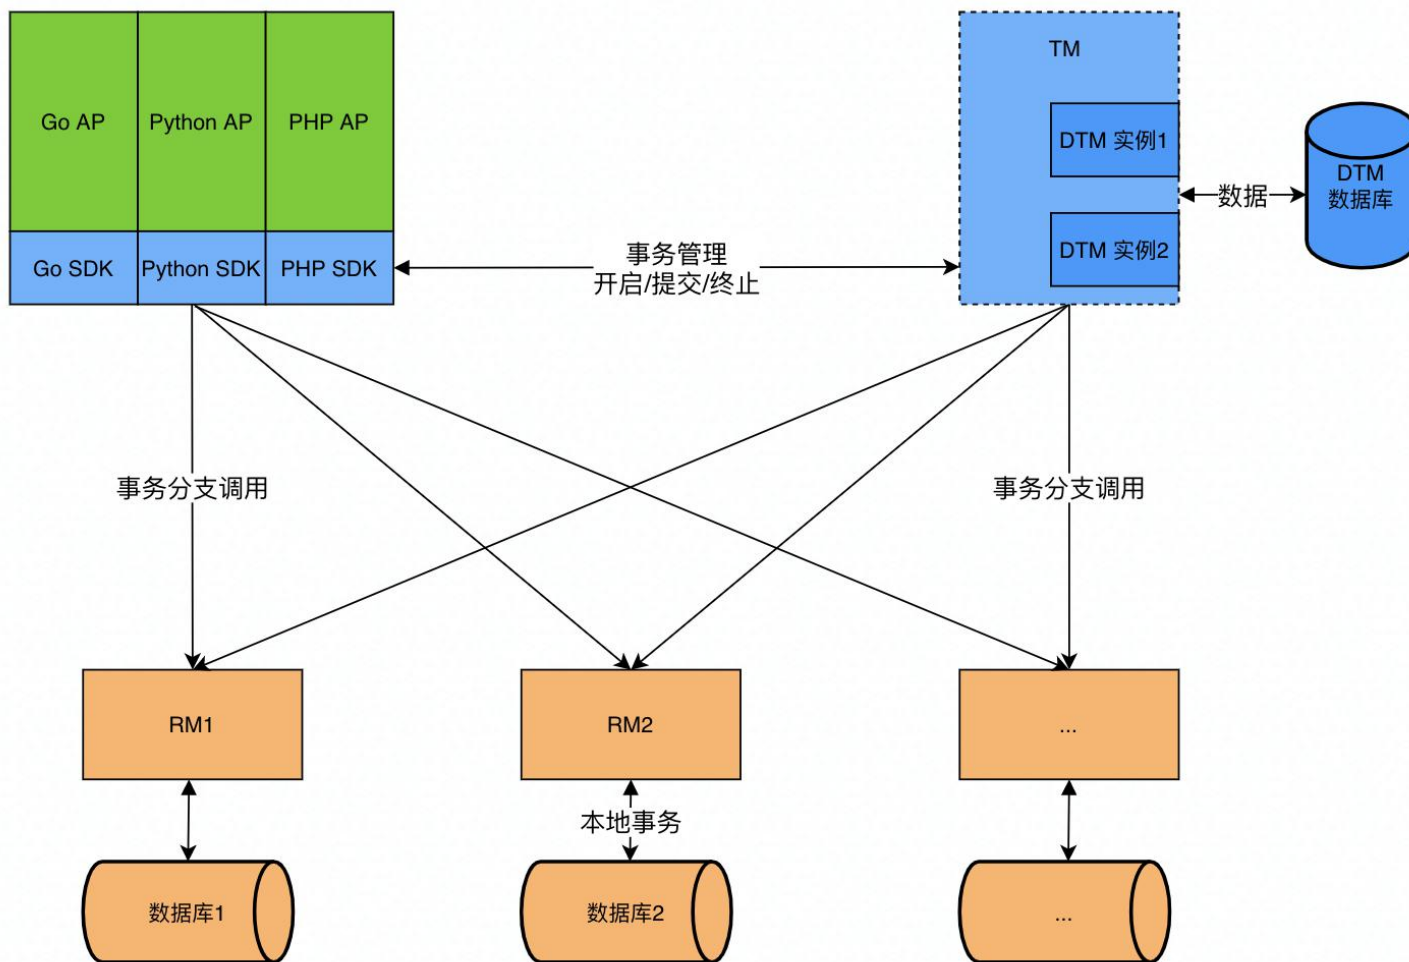 TM
Go AP
Python AP
PHP AP
DTM 实例1
DTM
数据库
数据
DTM 实例2
Go SDK
Python SDK
PHP SDK
事务管理
开启/提交/终止
事务分支调用
事务分支调用
RM1
RM2
...
本地事务
数据库1
数据库2
...